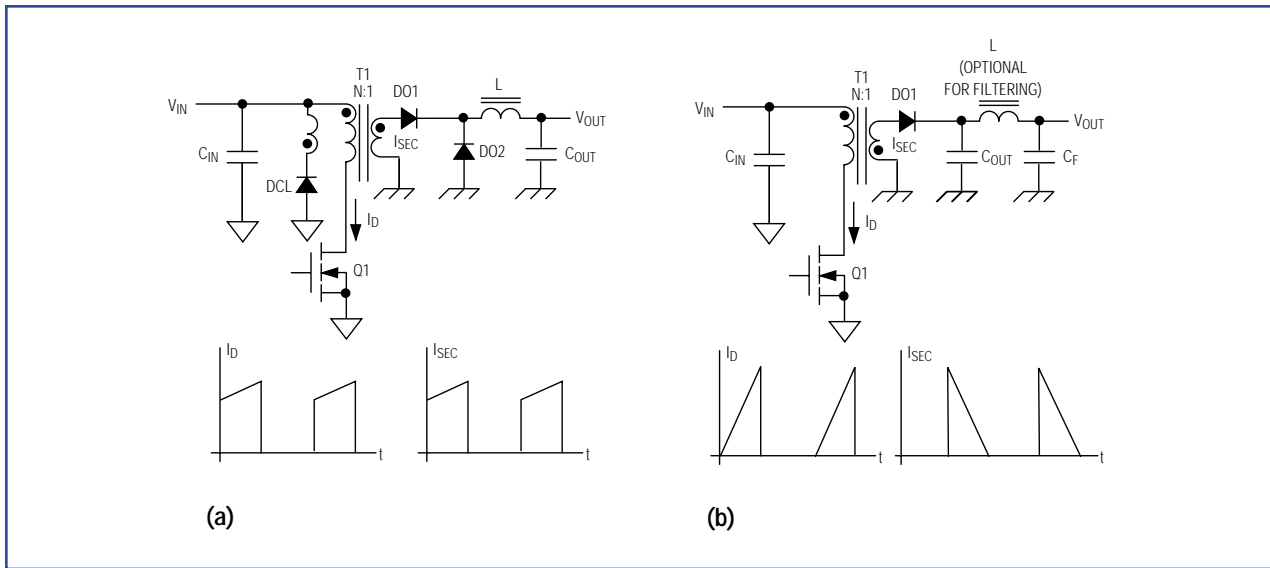 T1
N:1
DO1
L
VIN
VOUT
ISEC
CIN
DO2
COUT
DCL
ID
Q1
ID
ISEC
t
t
(a)
L
(OPTIONAL
FOR FILTERING)
T1
N:1
DO1
VIN
VOUT
ISEC
CIN
COUT
CF
ID
Q1
ID
ISEC
t
t
(b)